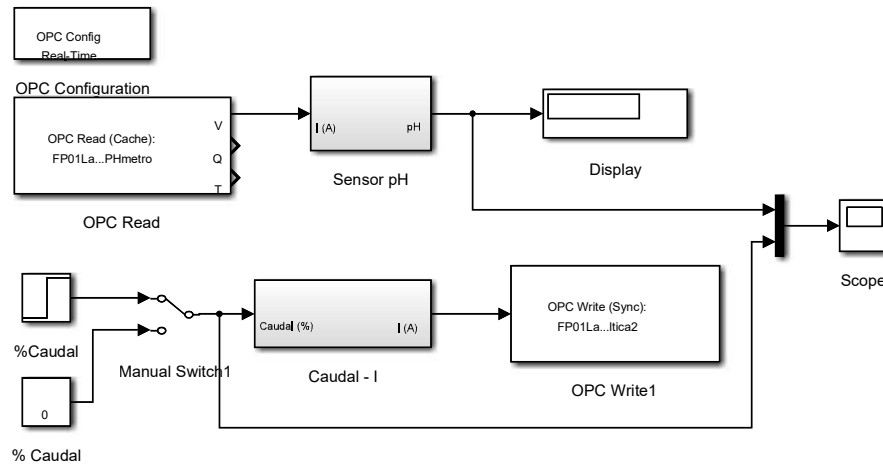 OPC Config
Real-Time
OPC Configuration
V
OPC Read (Cache):
FP01La...PHmetro
Q
T
OPC Read
I (A)
pH
Sensor pH
Display
Scope
%Caudal
Manual Switch1
Caudal (%)
I (A)
Caudal - I
OPC Write (Sync):
FP01La...ltica2
OPC Write1
0
% Caudal